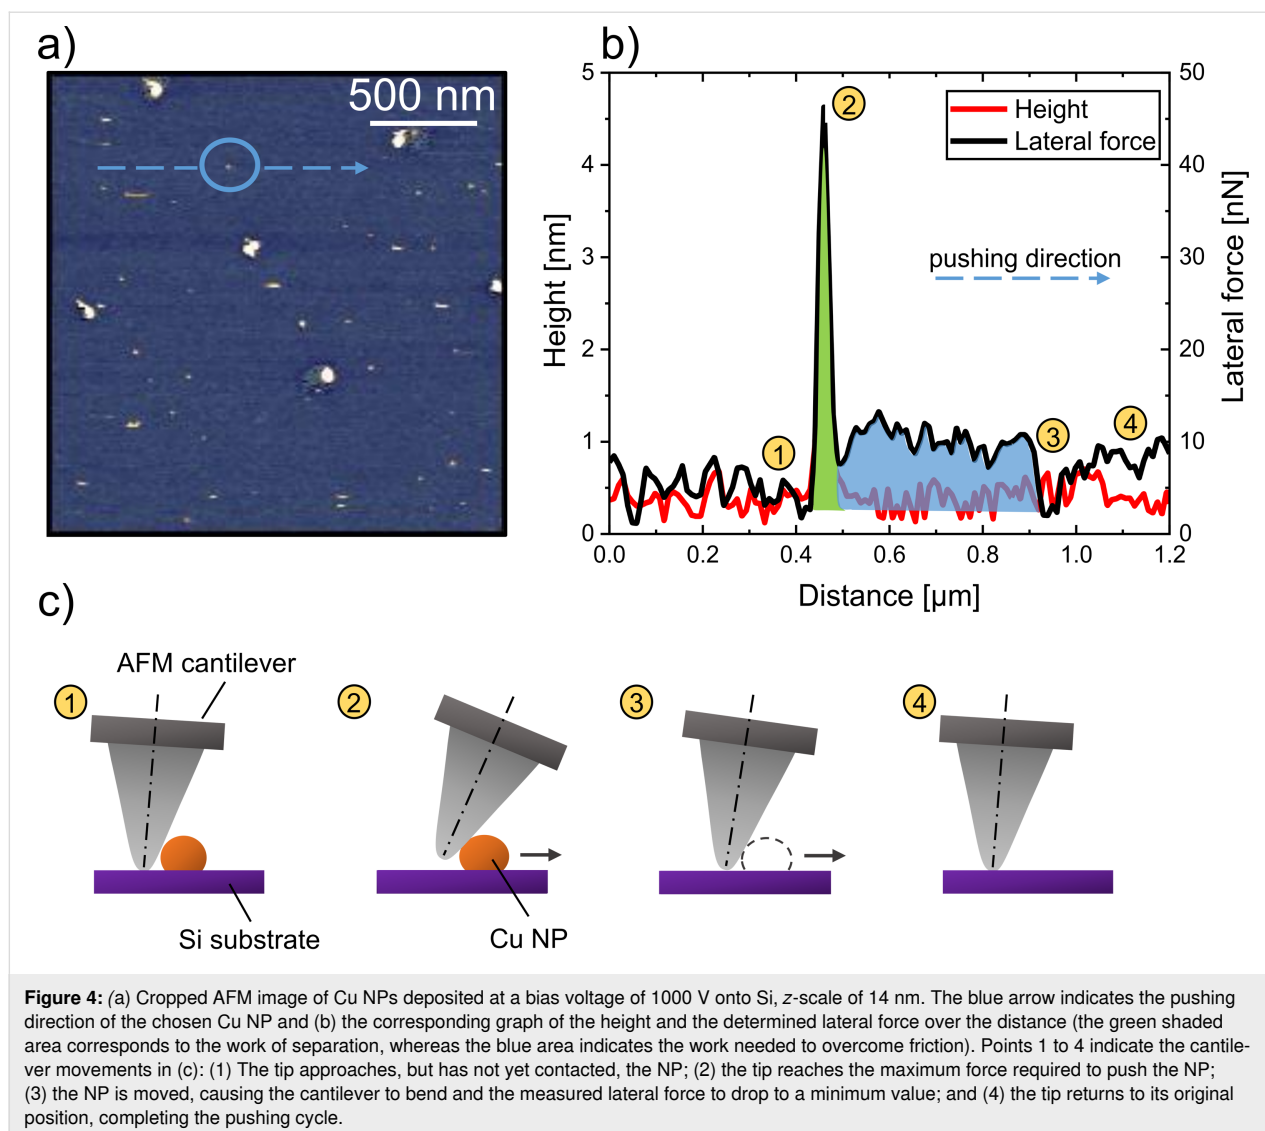 a)
500 nm
b)
5
4
3
2
1
0
Height [nm]
50
40
30
20
10
0
Lateral force [nN]
Height
Lateral force
pushing direction
1
2
3
4
0.0 0.2 0.4 0.6 0.8 1.0 1.2
Distance [µm]
c)
AFM cantilever
1
2
3
4
Si substrate
Cu NP
Figure 4: (a) Cropped AFM image of Cu NPs deposited at a bias voltage of 1000 V onto Si, z-scale of 14 nm. The blue arrow indicates the pushing
direction of the chosen Cu NP and (b) the corresponding graph of the height and the determined lateral force over the distance (the green shaded
area corresponds to the work of separation, whereas the blue area indicates the work needed to overcome friction). Points 1 to 4 indicate the cantile-
ver movements in (c): (1) The tip approaches, but has not yet contacted, the NP; (2) the tip reaches the maximum force required to push the NP;
(3) the NP is moved, causing the cantilever to bend and the measured lateral force to drop to a minimum value; and (4) the tip returns to its original
position, completing the pushing cycle.